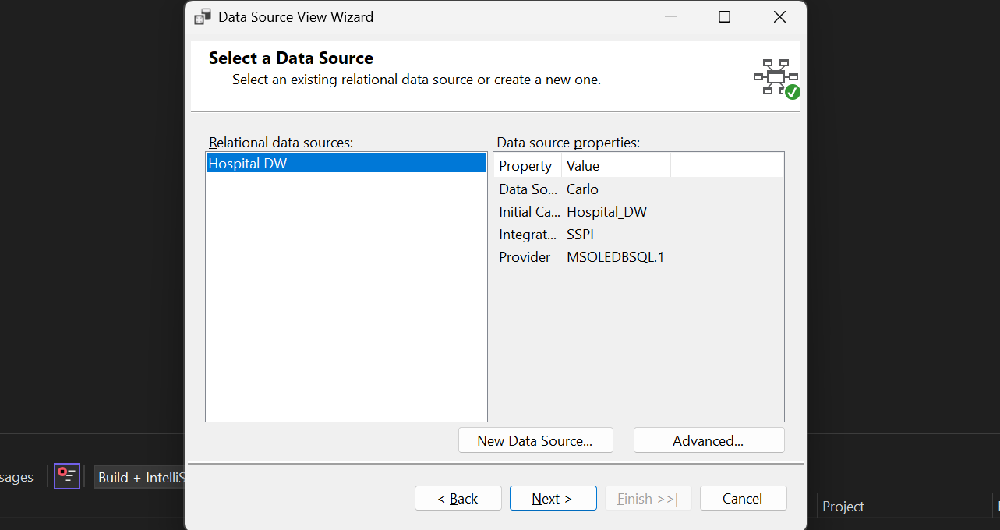 Data Source View Wizard
Select a Data Source
Select an existing relational data source or create a new one.
Relational data sources:
Hospital DW
Data source properties:
Property Value
Data So... Carlo
Initial Ca... Hospital_DW
Integrat... SSPI
Provider MSOLEDBSQL.1
New Data Source...
Advanced...
sages
Build + IntelliS
< Back
Next >
Finish >>|
Cancel
Project